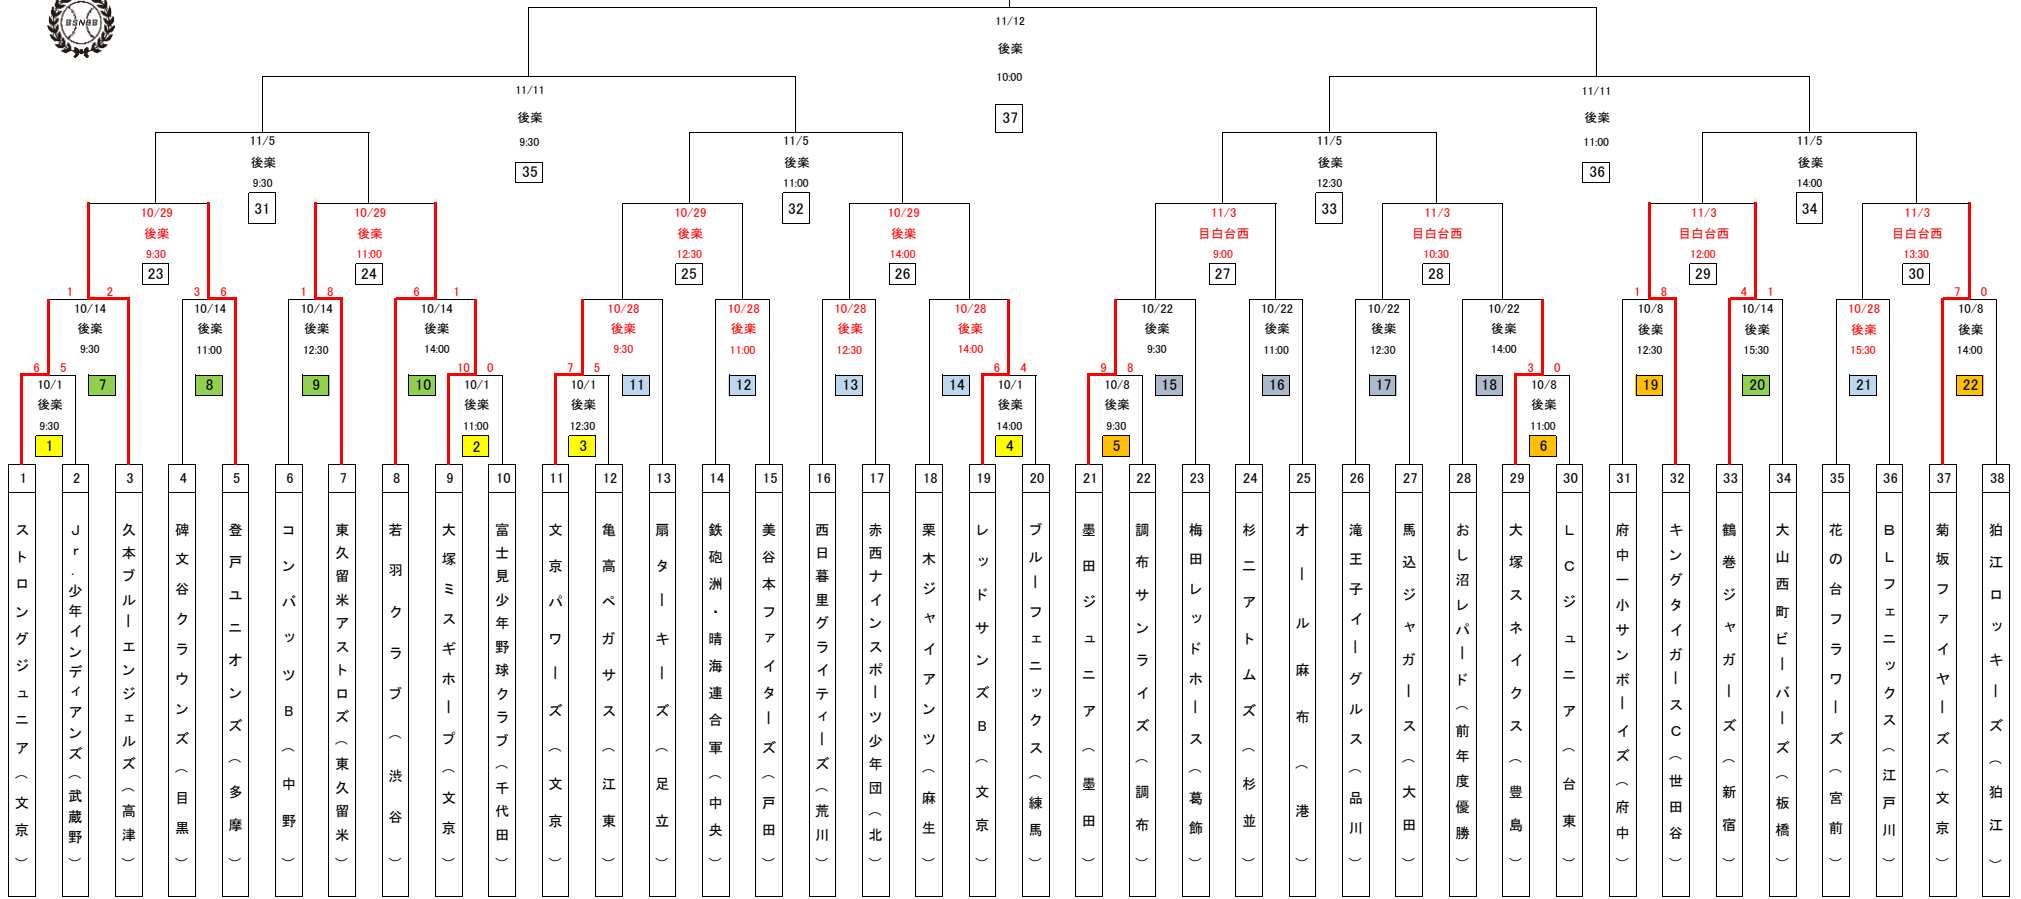 BSNBB
11/12
後楽
10:00
37
11/11
後楽
9:30
35
11/11
後楽
11:00
36
11/5
後楽
9:30
31
11/5
後楽
11:00
32
11/5
後楽
12:30
33
11/5
後楽
14:00
34
10/29
後楽
9:30
23
10/29
後楽
11:00
24
10/29
後楽
12:30
25
10/29
後楽
14:00
26
11/3
目白台西
9:00
27
11/3
目白台西
10:30
28
11/3
目白台西
12:00
29
11/3
目白台西
13:30
30
1 2
10/14
後楽
9:30
7
3 6
10/14
後楽
11:00
8
1 8
10/14
後楽
12:30
9
6 1
10/14
後楽
14:00
10
10/28
後楽
9:30
11
10/28
後楽
11:00
12
10/28
後楽
12:30
13
10/28
後楽
14:00
14
10/22
後楽
9:30
15
10/22
後楽
11:00
16
10/22
後楽
12:30
17
10/22
後楽
14:00
18
1 8
10/8
後楽
12:30
19
4 1
10/14
後楽
15:30
20
10/28
後楽
15:30
21
7 0
10/8
後楽
14:00
22
6 5
10/1
後楽
9:30
1
10 0
10/1
後楽
11:00
2
7 5
10/1
後楽
12:30
3
6 4
10/1
後楽
14:00
4
9 8
10/8
後楽
9:30
5
3 0
10/8
後楽
11:00
6
1
ストロングジュニア（文京）
2
Jr.少年インディアンズ（武蔵野）
3
久本ブルーエンジェルズ（高津）
4
碑文谷クラウンズ（目黒）
5
登戸ユニオンズ（多摩）
6
コンバッツB（中野）
7
東久留米アストロズ（東久留米）
8
若羽クラブ（渋谷）
9
大塚ミスギホープ（文京）
10
富士見少年野球クラブ（千代田）
11
文京パワーズ（文京）
12
亀高ペガサス（江東）
13
扇ターキーズ（足立）
14
鉄砲洲・晴海連合軍（中央）
15
美谷本ファイターズ（戸田）
16
西日暮里グライティーズ（荒川）
17
赤西ナインスポーツ少年団（北）
18
栗木ジャイアンツ（麻生）
19
レッドサンズB（文京）
20
ブルーフェニックス（練馬）
21
墨田ジュニア（墨田）
22
調布サンライズ（調布）
23
梅田レッドホース（葛飾）
24
杉二アトムズ（杉並）
25
オール麻布（港）
26
滝王子イーグルス（品川）
27
馬込ジャガース（大田）
28
おし沼レパード（前年度優勝）
29
大塚スネイクス（豊島）
30
LCジュニア（台東）
31
府中一小サンボーイズ（府中）
32
キングタイガースC（世田谷）
33
鶴巻ジャガーズ（新宿）
34
大山西町ビーバーズ（板橋）
35
花の台フラワーズ（宮前）
36
BLフェニックス（江戸川）
37
菊坂ファイヤーズ（文京）
38
狛江ロッキーズ（狛江）